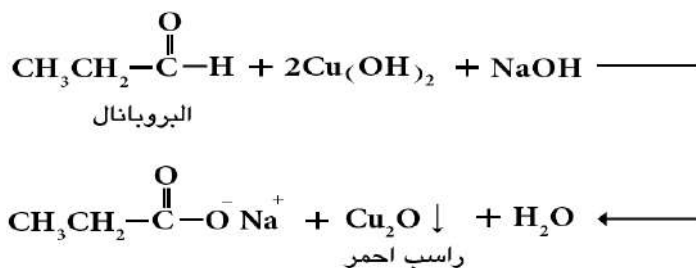 O
CH₃CH₂—C—H + 2Cu(OH)₂ + NaOH
البروبانال
O
CH₃CH₂—C—O⁻ Na⁺ + Cu₂O ↓ + H₂O
راسب احمر